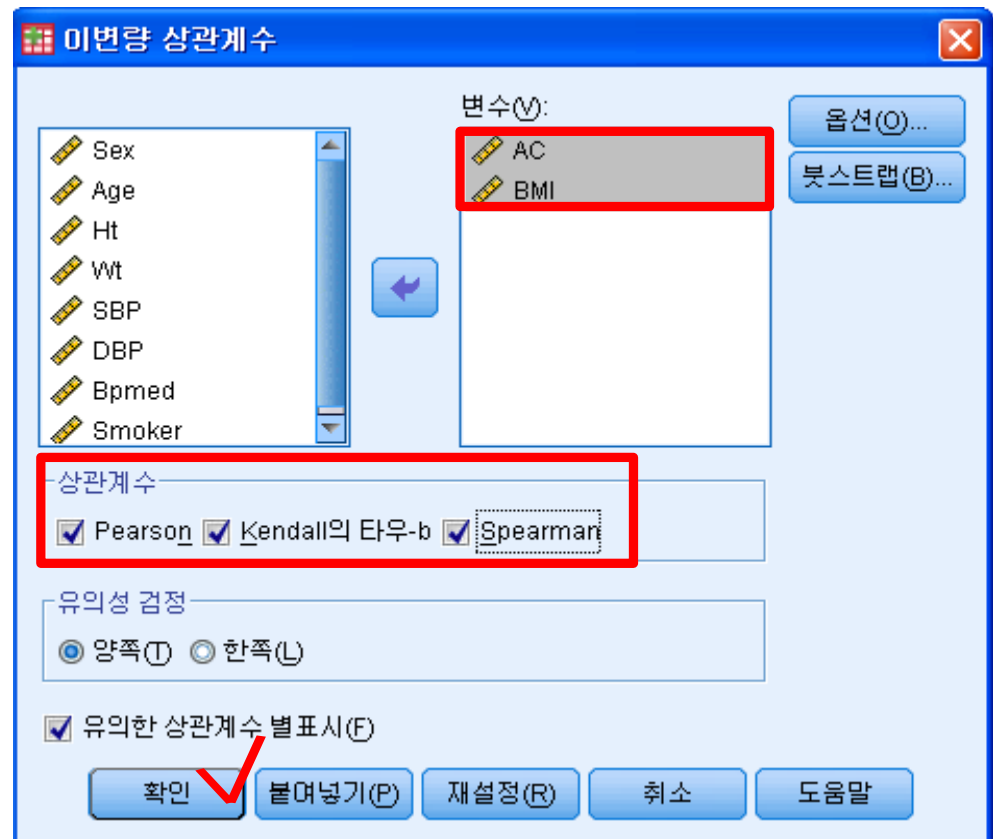 이변량 상관계수
변수(V):
Sex
Age
Ht
Wt
SBP
DBP
Bpmed
Smoker
AC
BMI
옵션(O)...
붓스트랩(B)...
상관계수
Pearson Kendall의 타우-b Spearman
유의성 검정
양쪽(T) 한쪽(L)
유의한 상관계수 별표시(F)
확인 붙여넣기(P) 재설정(R) 취소 도움말